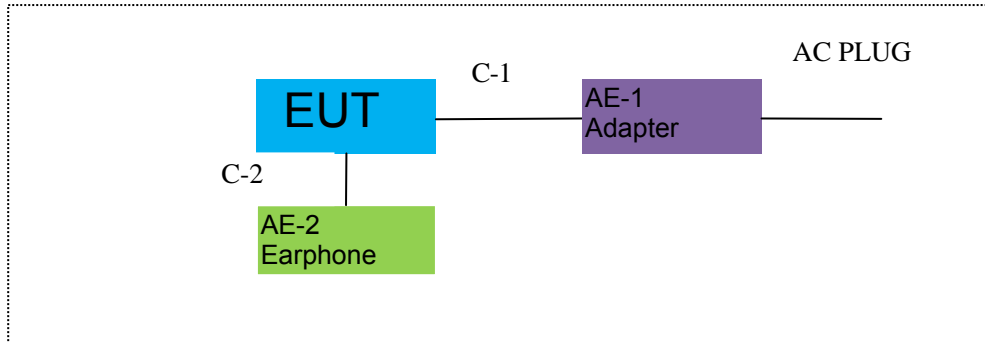 AC PLUG
C-1
EUT
AE-1
Adapter
C-2
AE-2
Earphone